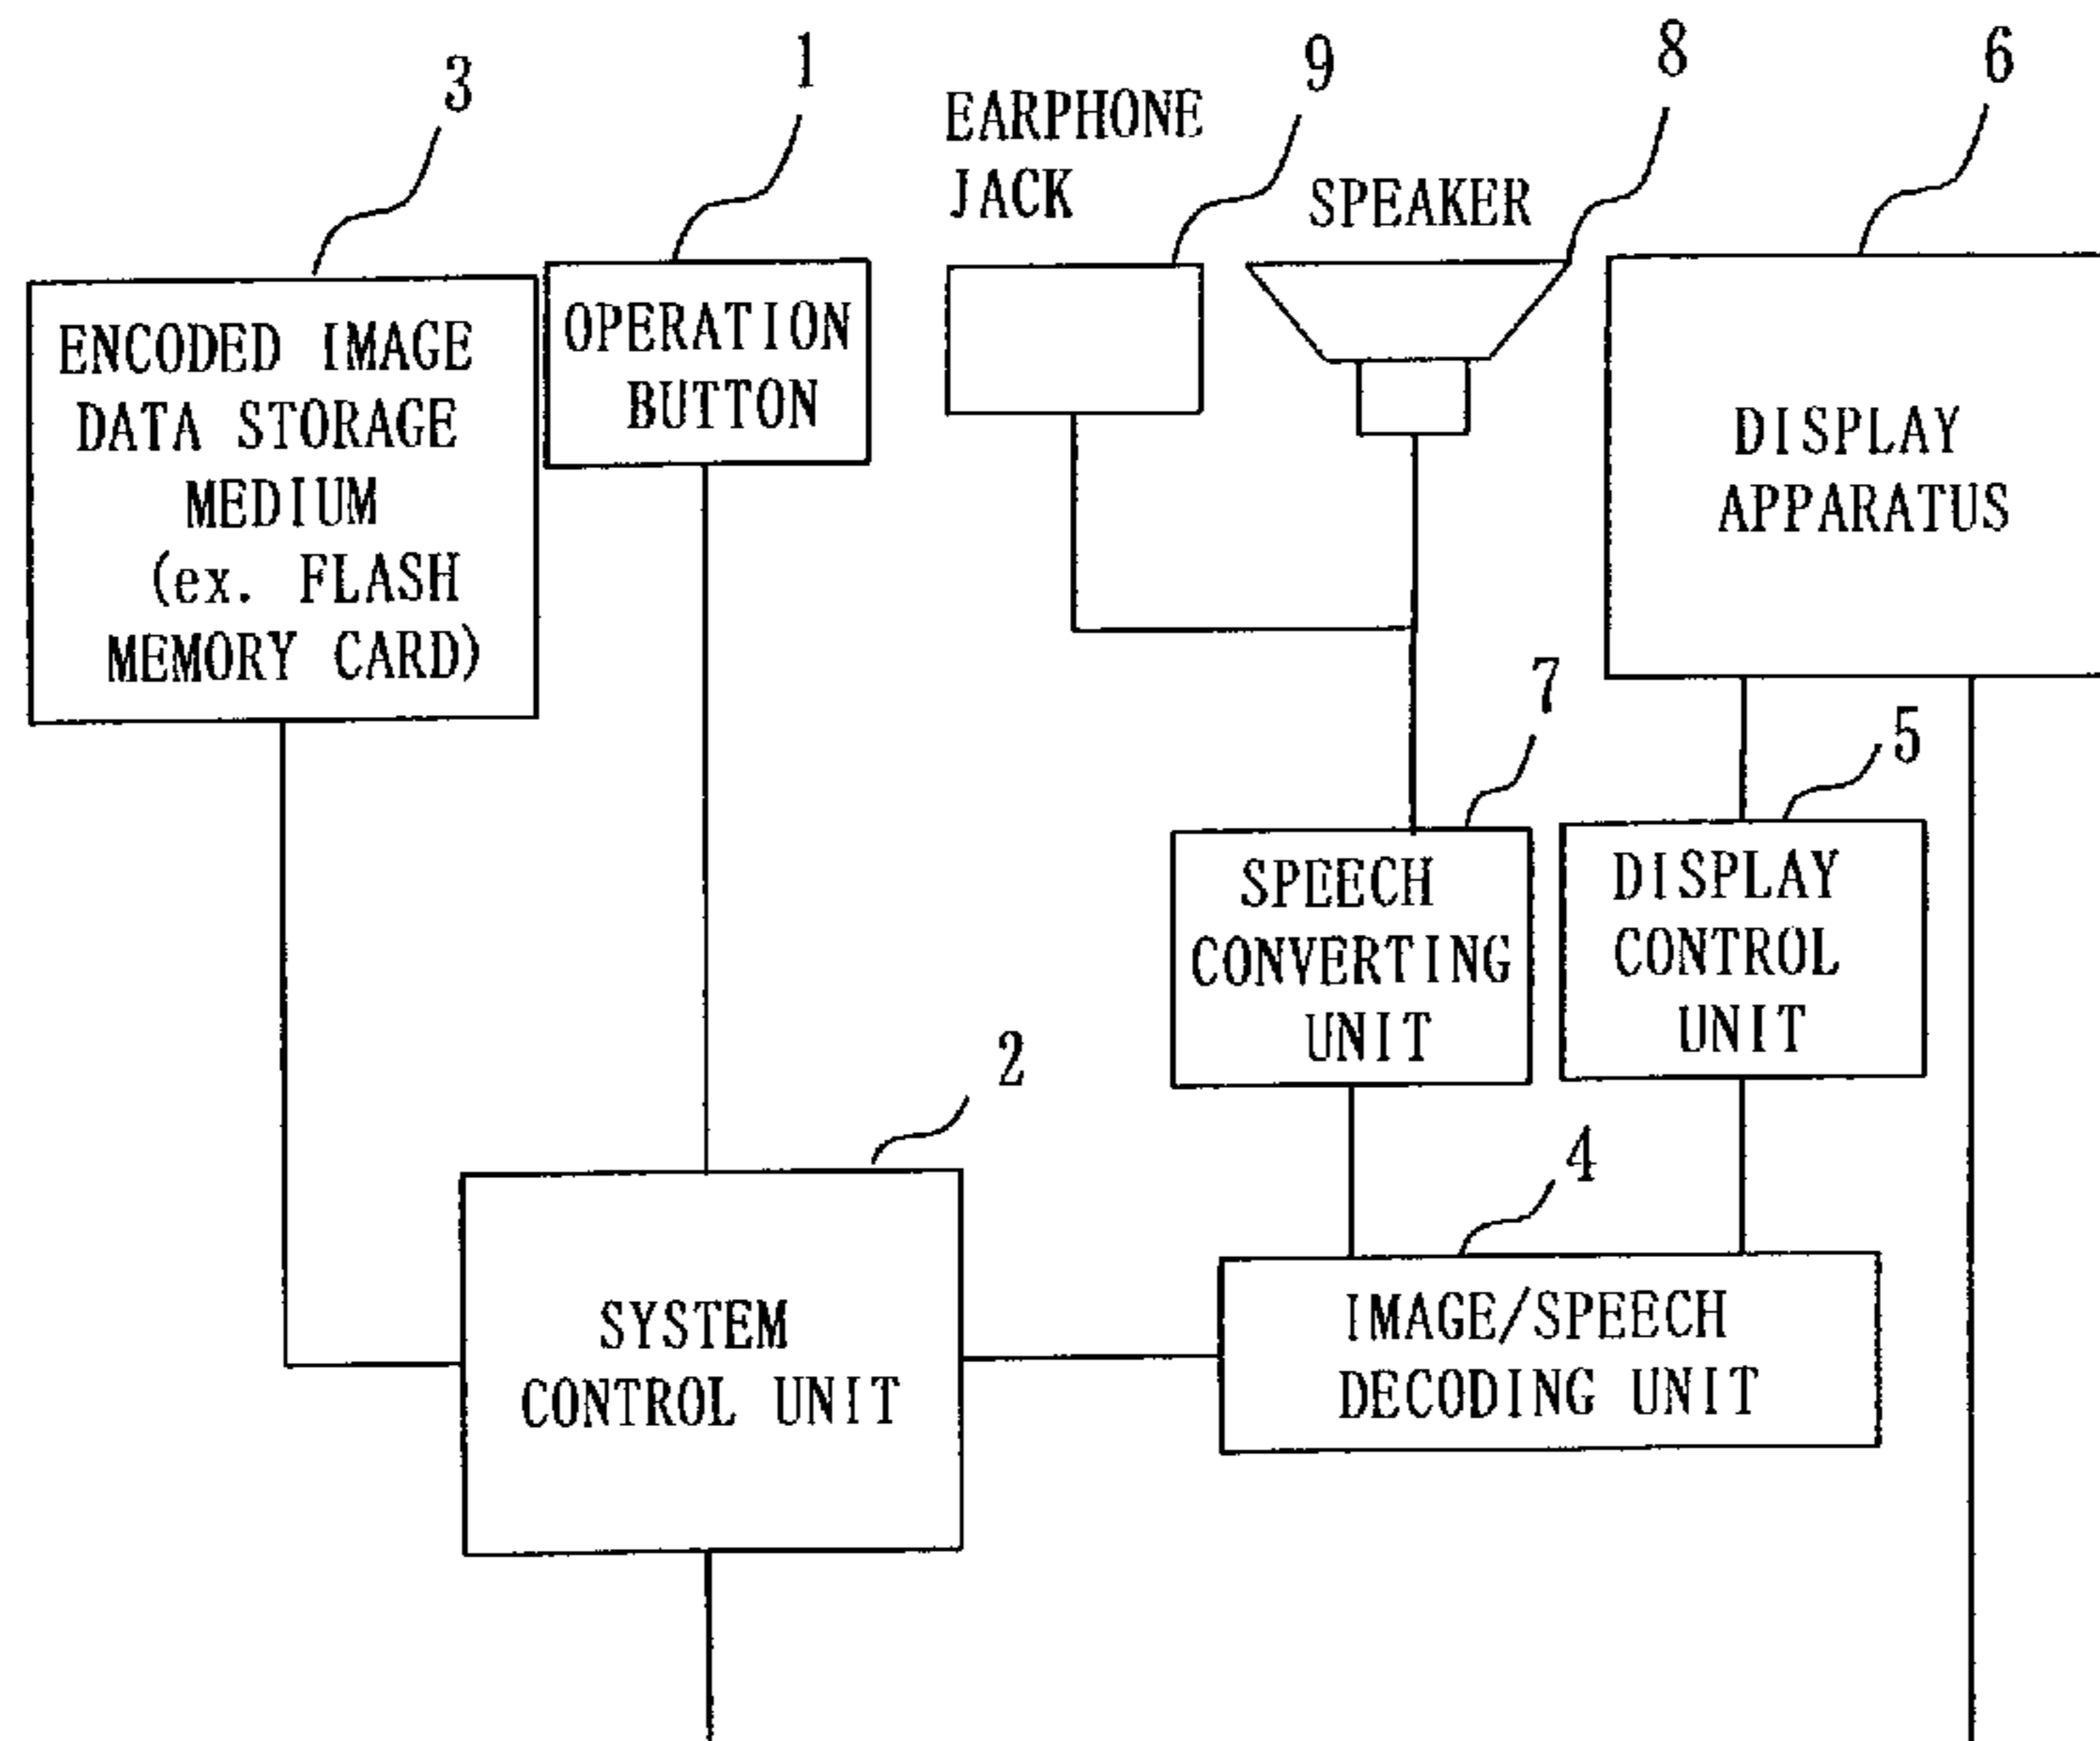 3
1
9
8
6
EARPHONE
JACK
SPEAKER
ENCODED IMAGE
DATA STORAGE
MEDIUM
(ex. FLASH
MEMORY CARD)
OPERATION
BUTTON
DISPLAY
APPARATUS
7
5
SPEECH
CONVERTING
UNIT
DISPLAY
CONTROL
UNIT
2
4
SYSTEM
CONTROL UNIT
IMAGE/SPEECH
DECODING UNIT